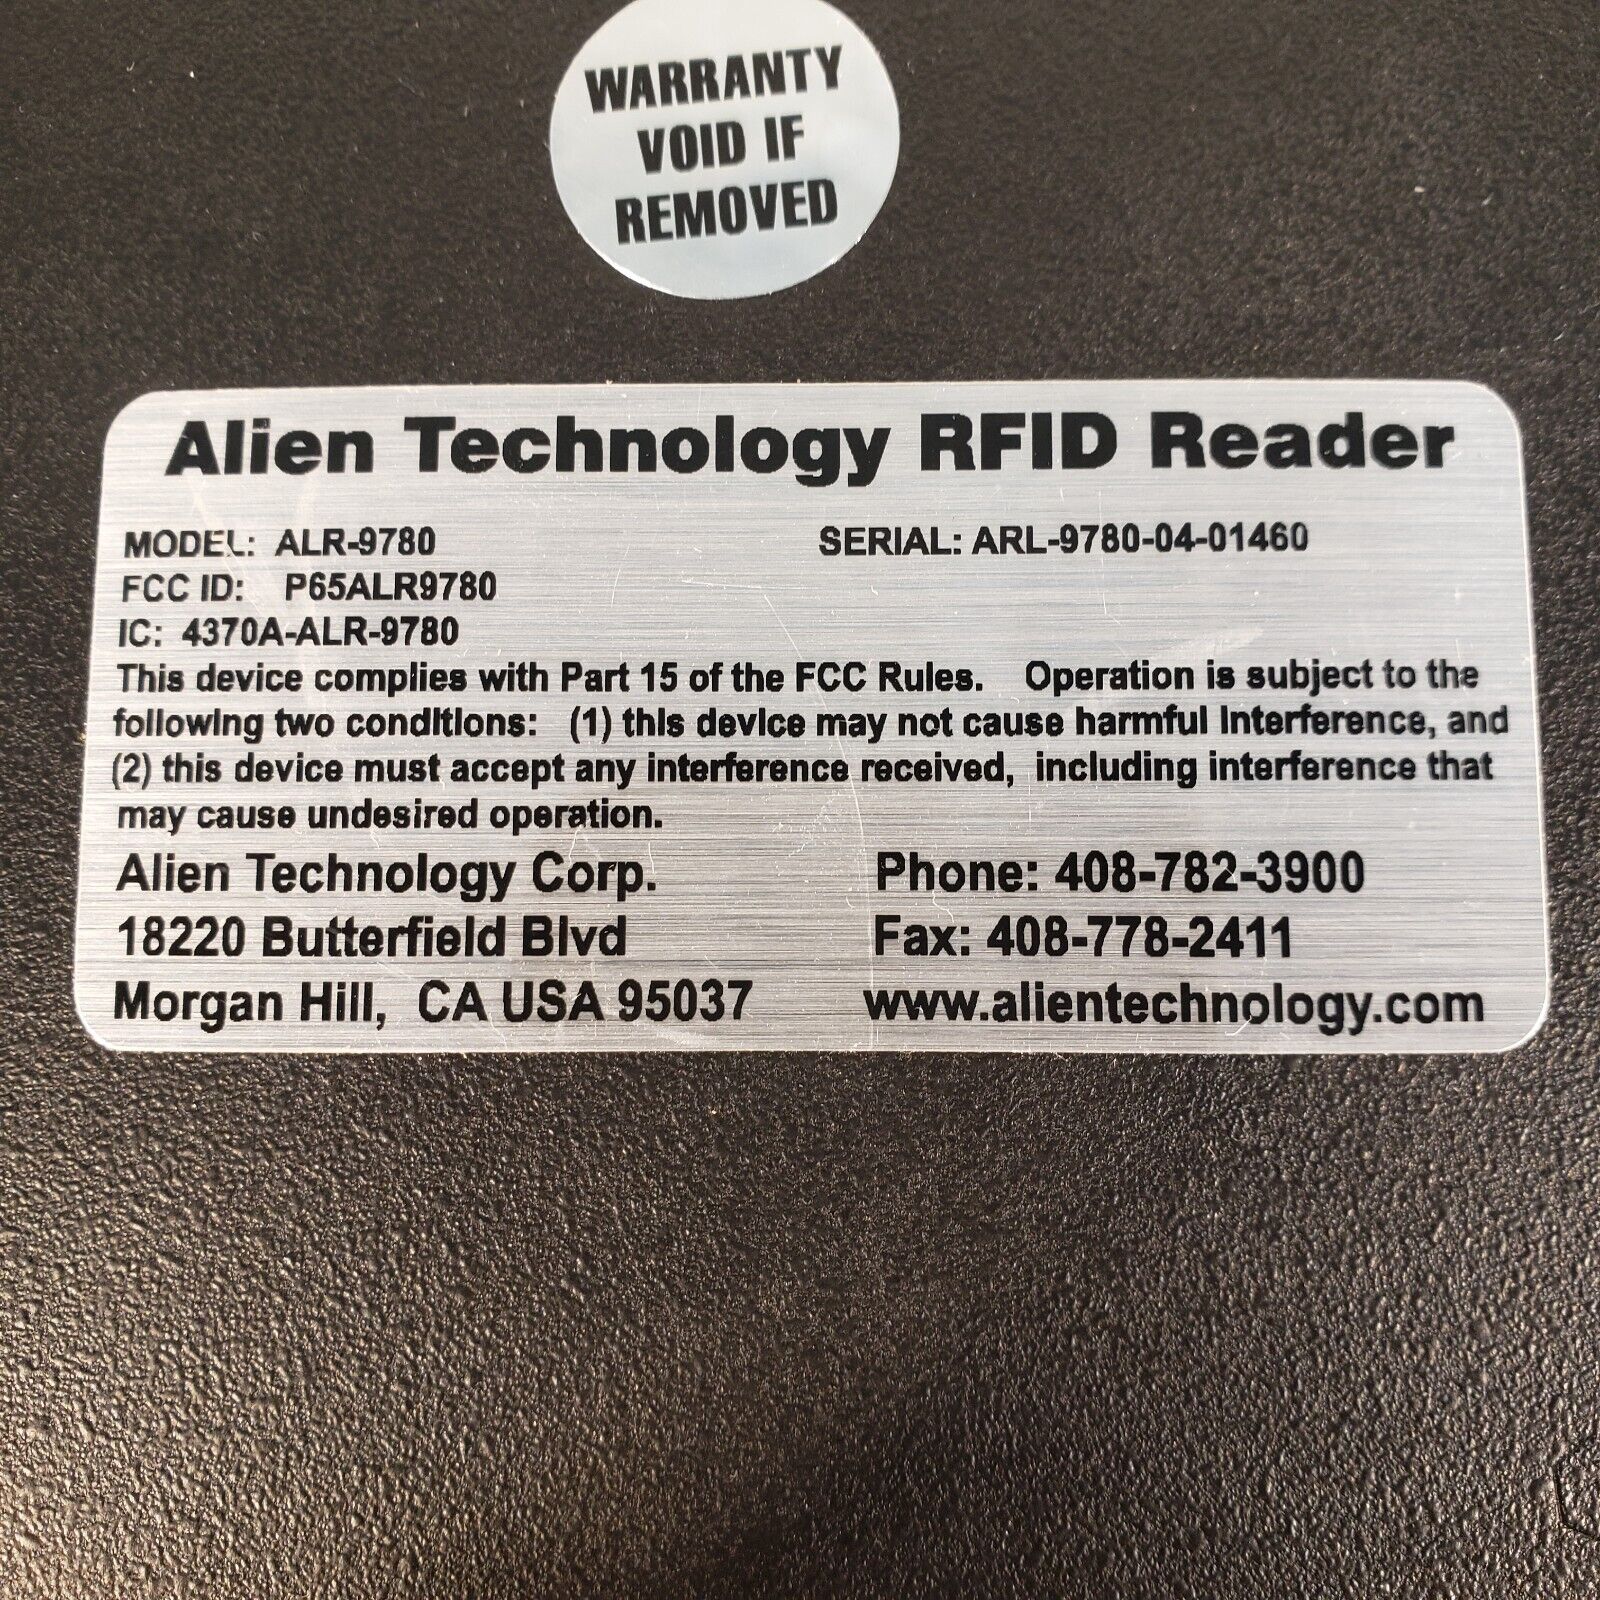 WARRANTY
VOID IF
REMOVED
Alien Technology RFID Reader
MODEL: ALR-9780 SERIAL: ARL-9780-04-01460
FCC ID: P65ALR9780
IC: 4370A-ALR-9780
This device complies with Part 15 of the FCC Rules. Operation is subject to the
following two conditions: (1) this device may not cause harmful interference, and
(2) this device must accept any interference received, including interference that
may cause undesired operation.
Alien Technology Corp. Phone: 408-782-3900
18220 Butterfield Blvd Fax: 408-778-2411
Morgan Hill, CA USA 95037 www.alientechnology.com